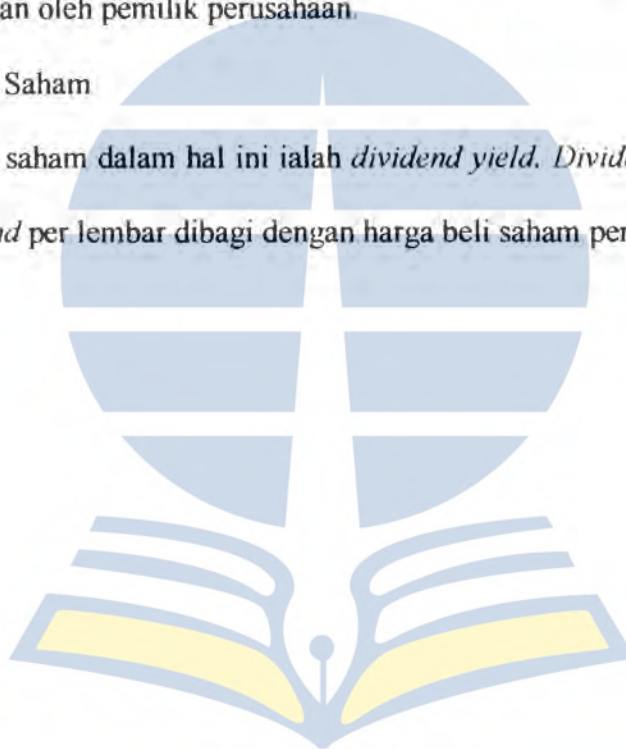 an oleh pemilik perusahaan.
Saham
saham dalam hal ini ialah dividend yield. Divid
per lembar dibagi dengan harga beli saham per